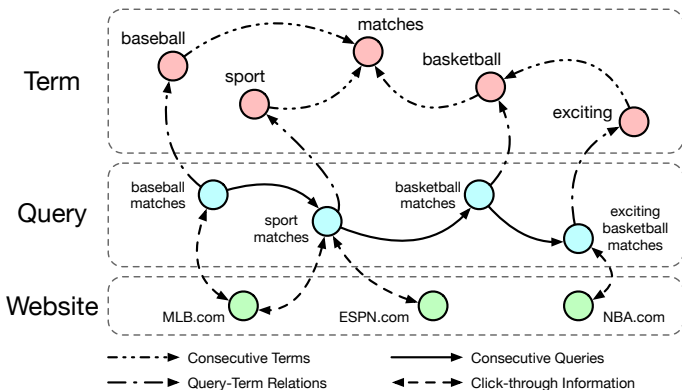 matches
baseball
basketball
sport
Term
exciting
baseball
matches
basketball
matches
Query
sport
matches
exciting
basketball
matches
Website
MLB.com
ESPN.com
NBA.com
Consecutive Terms
Consecutive Queries
Query-Term Relations
Click-through Information